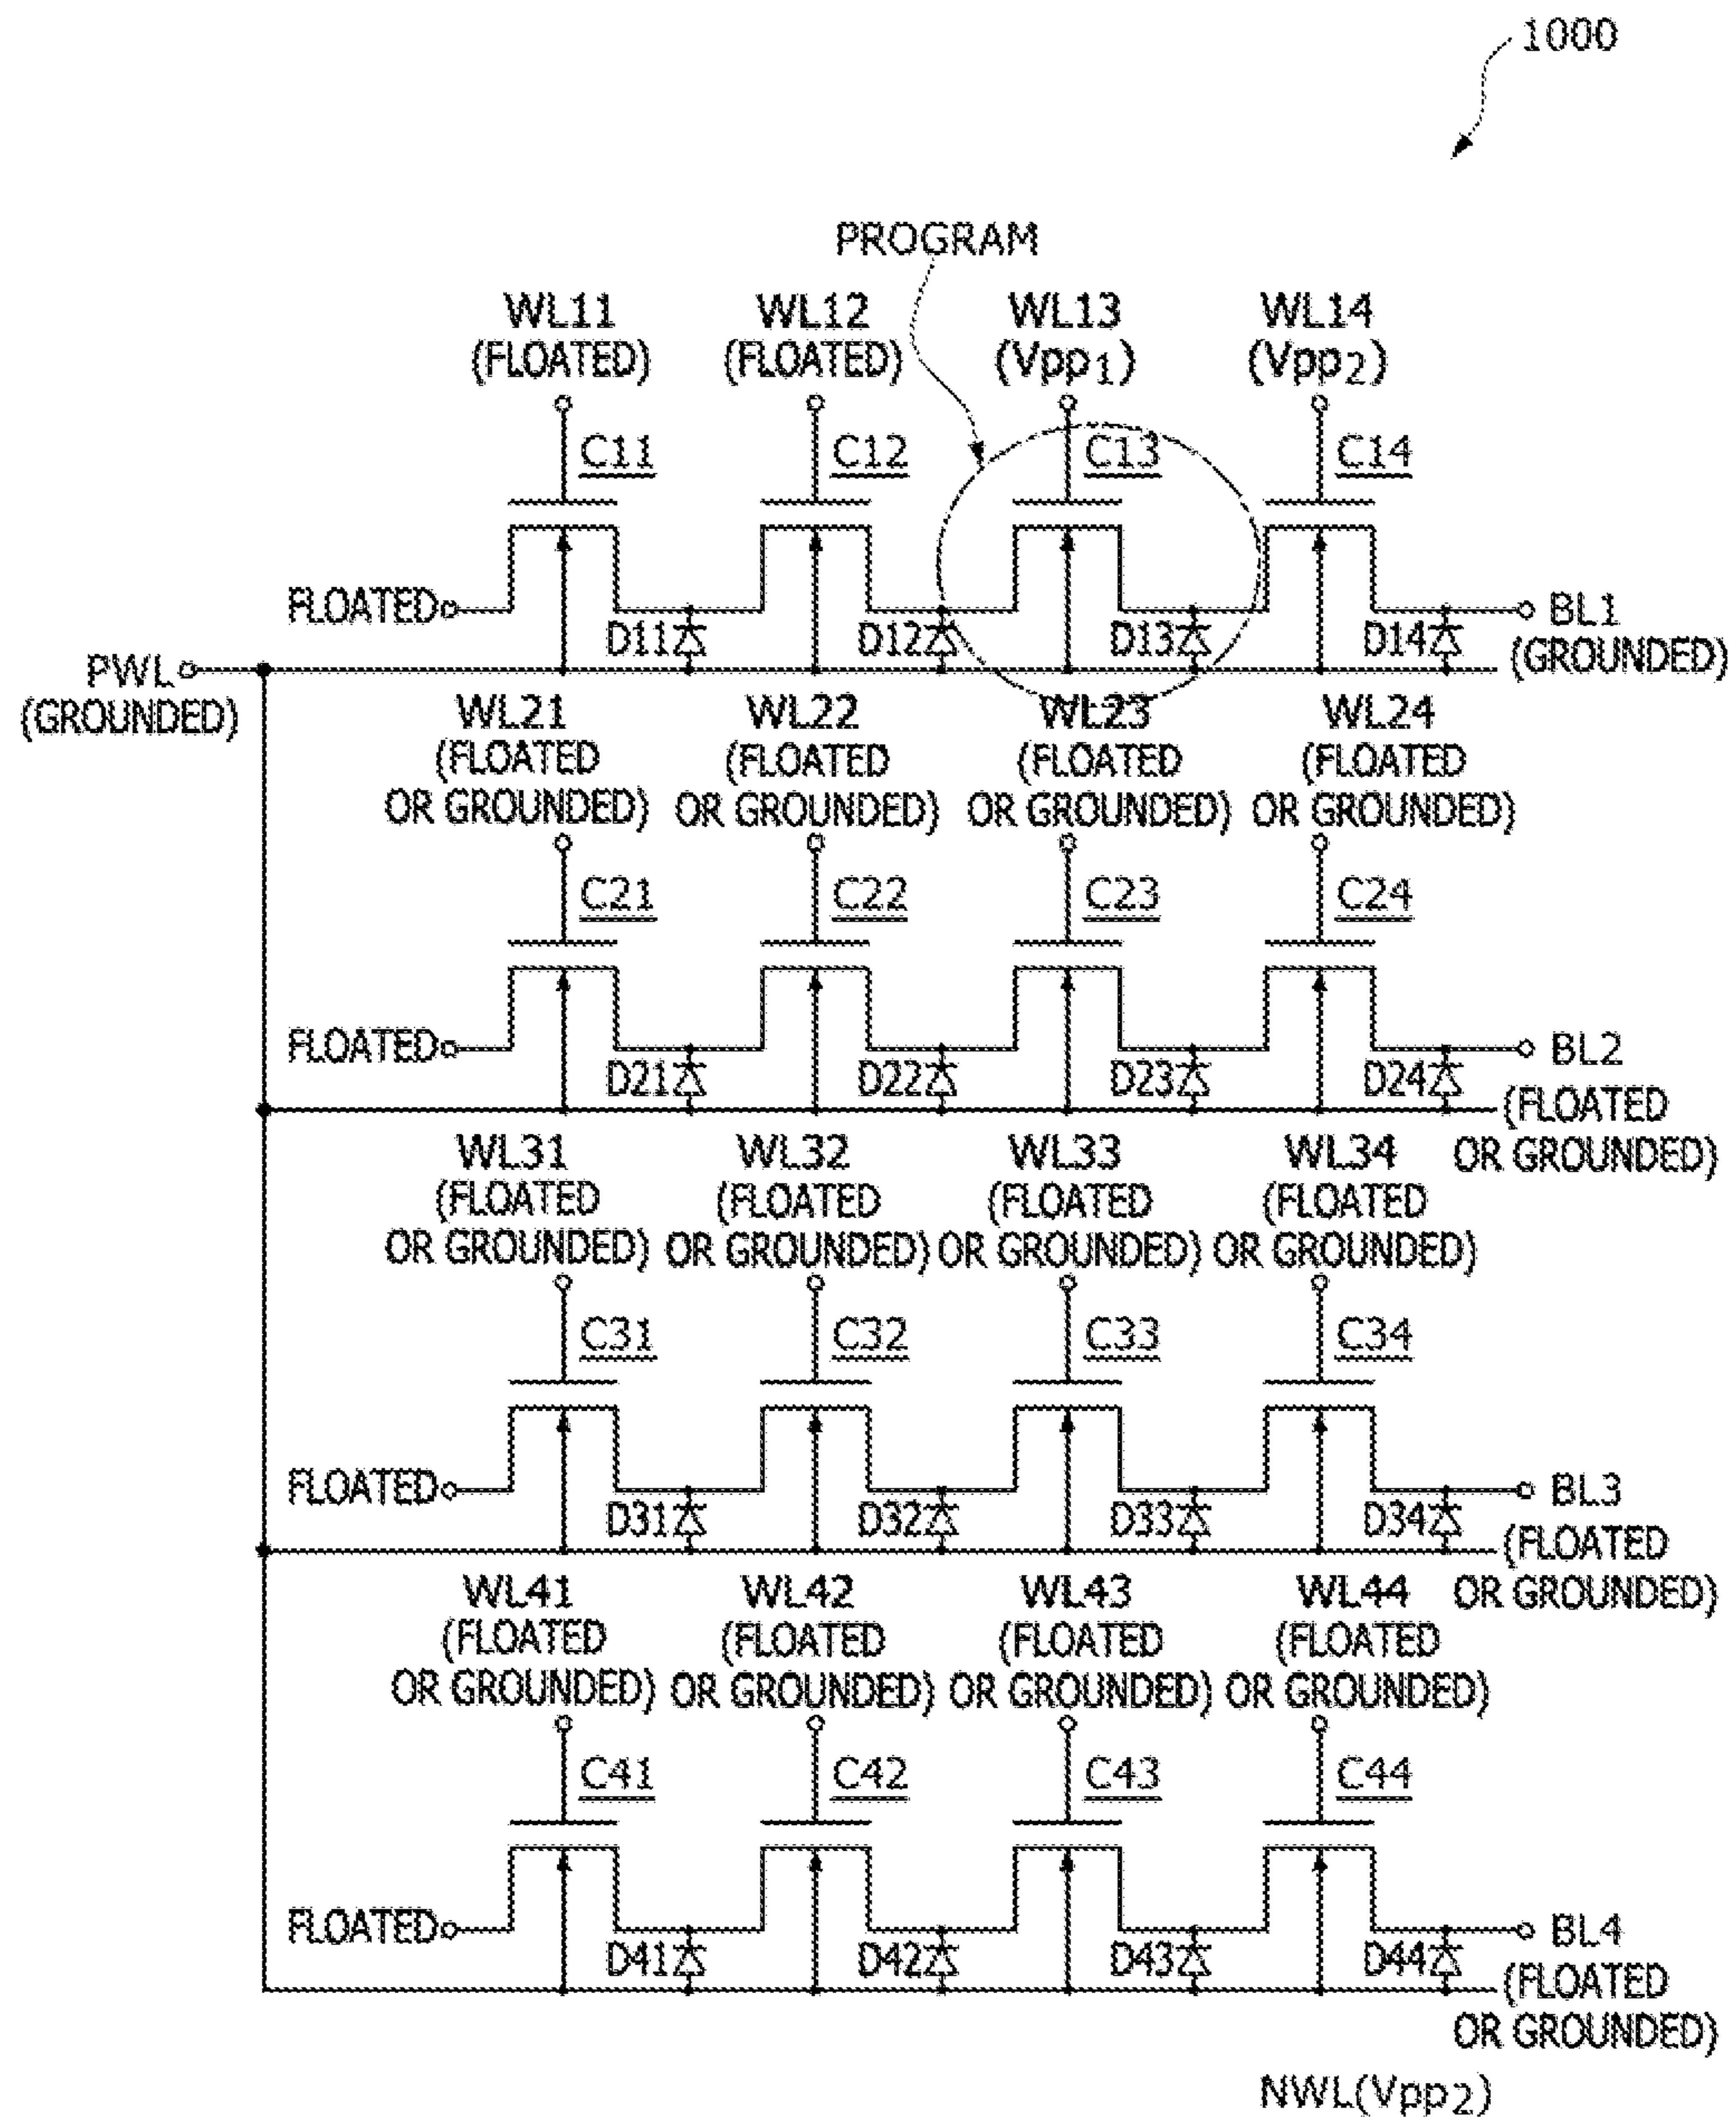 1000
PROGRAM
WL11 WL12 WL13 WL14
(FLOATED) (FLOATED) (Vpp1) (Vpp2)
C11 C12 C13 C14
FLOATED D11 D12 D13 D14 BL1
(GROUNDED)
PWL
(GROUNDED)
WL21 WL22 WL23 WL24
(FLOATED (FLOATED (FLOATED (FLOATED
OR GROUNDED) OR GROUNDED) OR GROUNDED) OR GROUNDED)
C21 C22 C23 C24
FLOATED D21 D22 D23 D24 BL2
(FLOATED
OR GROUNDED)
WL31 WL32 WL33 WL34
(FLOATED (FLOATED (FLOATED (FLOATED
OR GROUNDED) OR GROUNDED) OR GROUNDED) OR GROUNDED)
C31 C32 C33 C34
FLOATED D31 D32 D33 D34 BL3
(FLOATED
OR GROUNDED)
WL41 WL42 WL43 WL44
(FLOATED (FLOATED (FLOATED (FLOATED
OR GROUNDED) OR GROUNDED) OR GROUNDED) OR GROUNDED)
C41 C42 C43 C44
FLOATED D41 D42 D43 D44 BL4
(FLOATED
OR GROUNDED)
NWL(Vpp2)